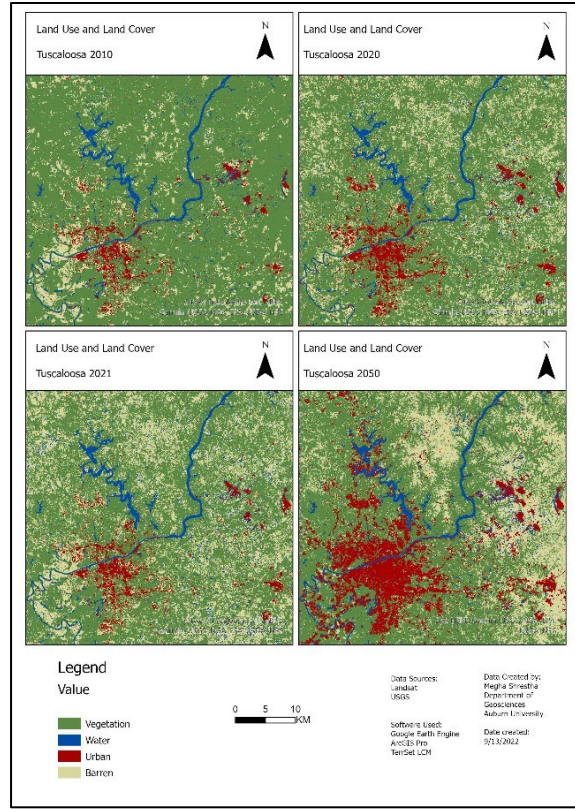 Land Use and Land Cover
Tuscaloosa 2010
N
Land Use and Land Cover
Tuscaloosa 2020
N
Land Use and Land Cover
Tuscaloosa 2021
N
Land Use and Land Cover
Tuscaloosa 2050
N
Legend
Value
Vegetation
Water
Urban
Barren
0 5 10
KM
Data Sources:
Landsat
USGS
Software Used:
Google Earth Engine
ArcGIS Pro
TerrSet LCM
Data Created by:
Megha Shrestha
Department of
Geosciences
Auburn University
Date created:
9/13/2022